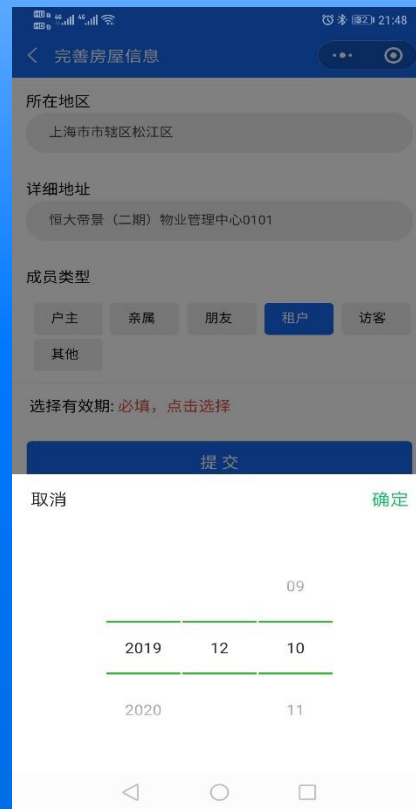 21:48
完善房屋信息
所在地区
上海市市辖区松江区
详细地址
恒大帝景（二期）物业管理中心0101
成员类型
户主 亲属 朋友 租户 访客
其他
选择有效期: 必填，点击选择
提交
取消 确定
09
2019 12 10
2020 11